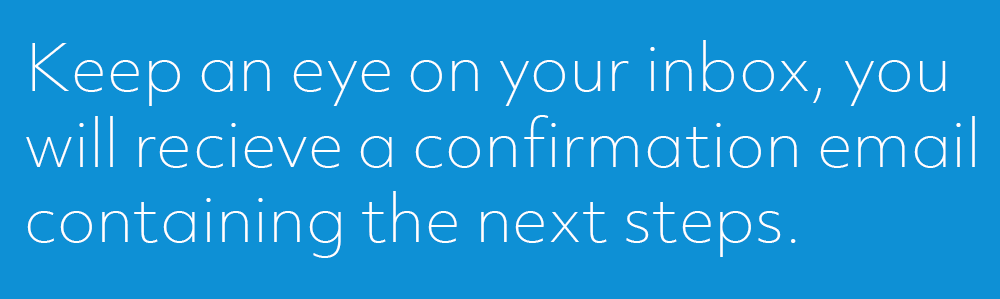 Keep an eye on your inbox, you
will recieve a confirmation email
containing the next steps.